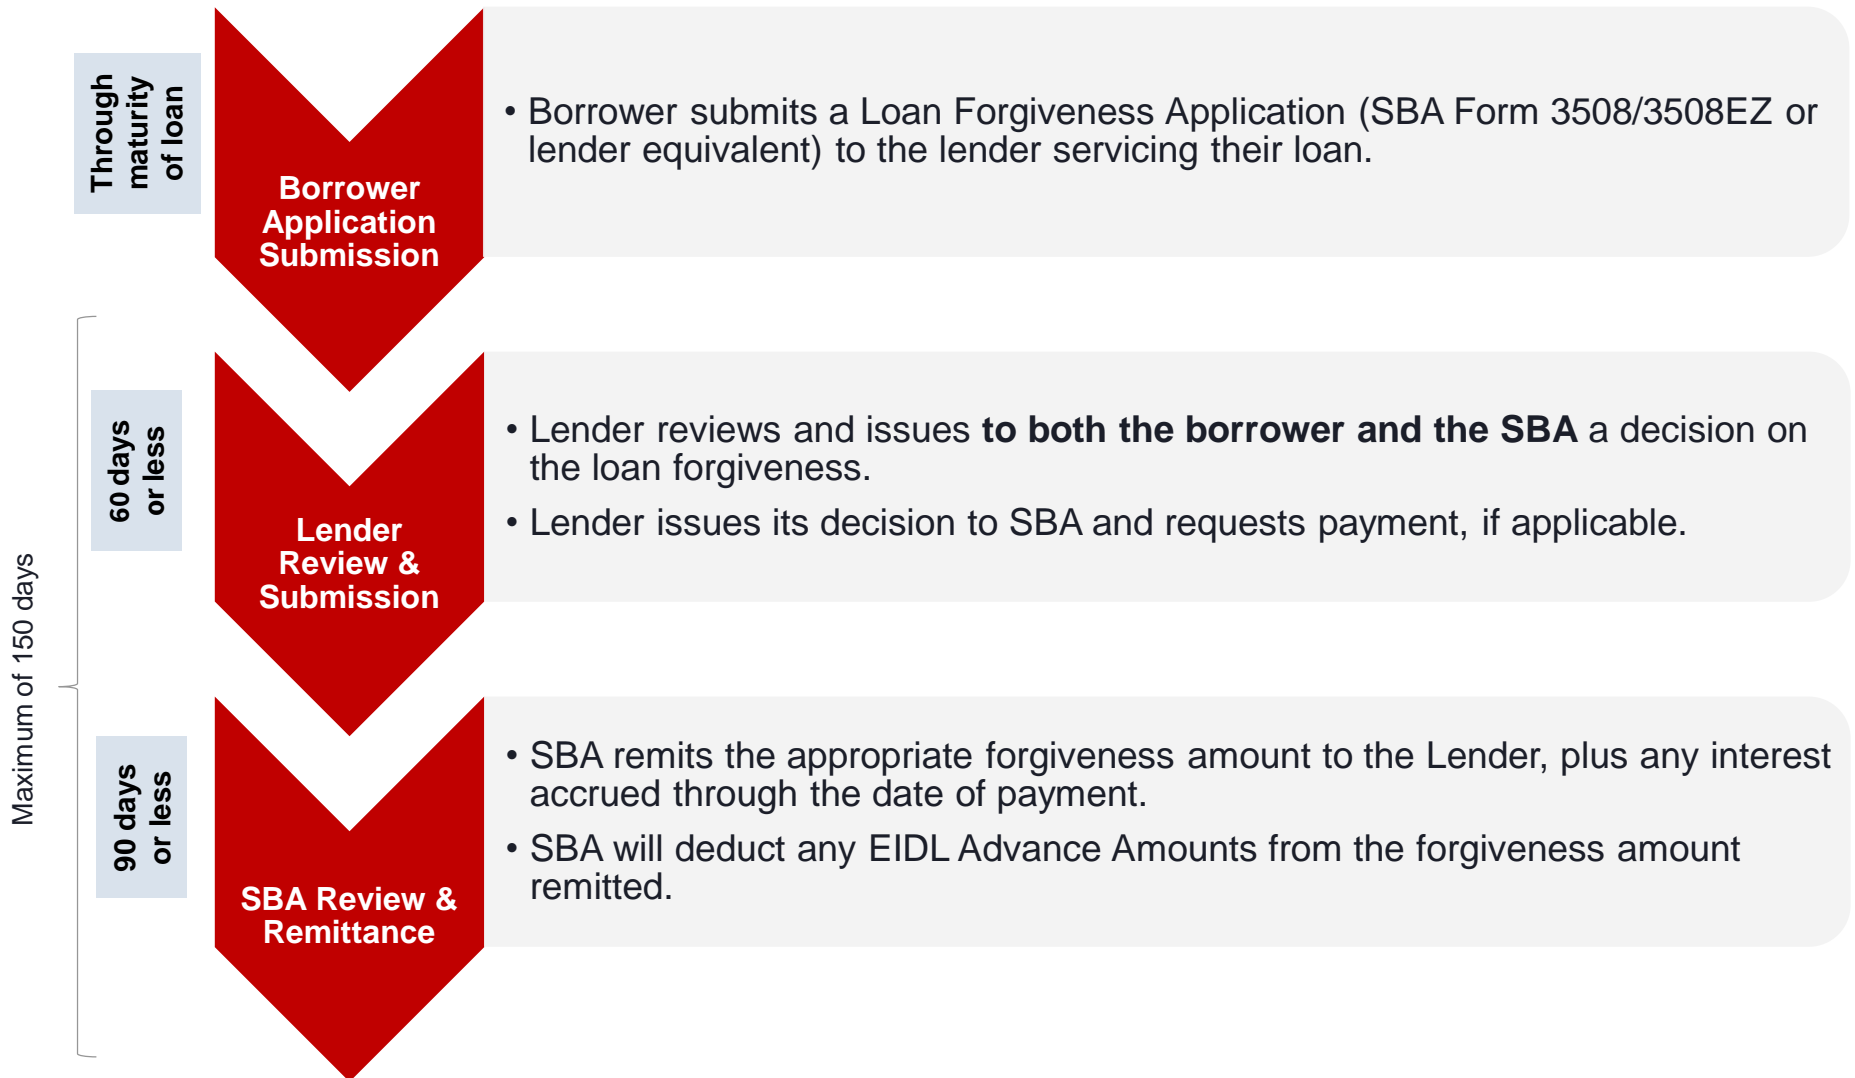 Through
maturity
of loan
Borrower
Application
Submission
• Borrower submits a Loan Forgiveness Application (SBA Form 3508/3508EZ or
lender equivalent) to the lender servicing their loan.
Maximum of 150 days
60 days
or less
Lender
Review &
Submission
• Lender reviews and issues to both the borrower and the SBA a decision on
the loan forgiveness.
• Lender issues its decision to SBA and requests payment, if applicable.
90 days
or less
SBA Review &
Remittance
• SBA remits the appropriate forgiveness amount to the Lender, plus any interest
accrued through the date of payment.
• SBA will deduct any EIDL Advance Amounts from the forgiveness amount
remitted.